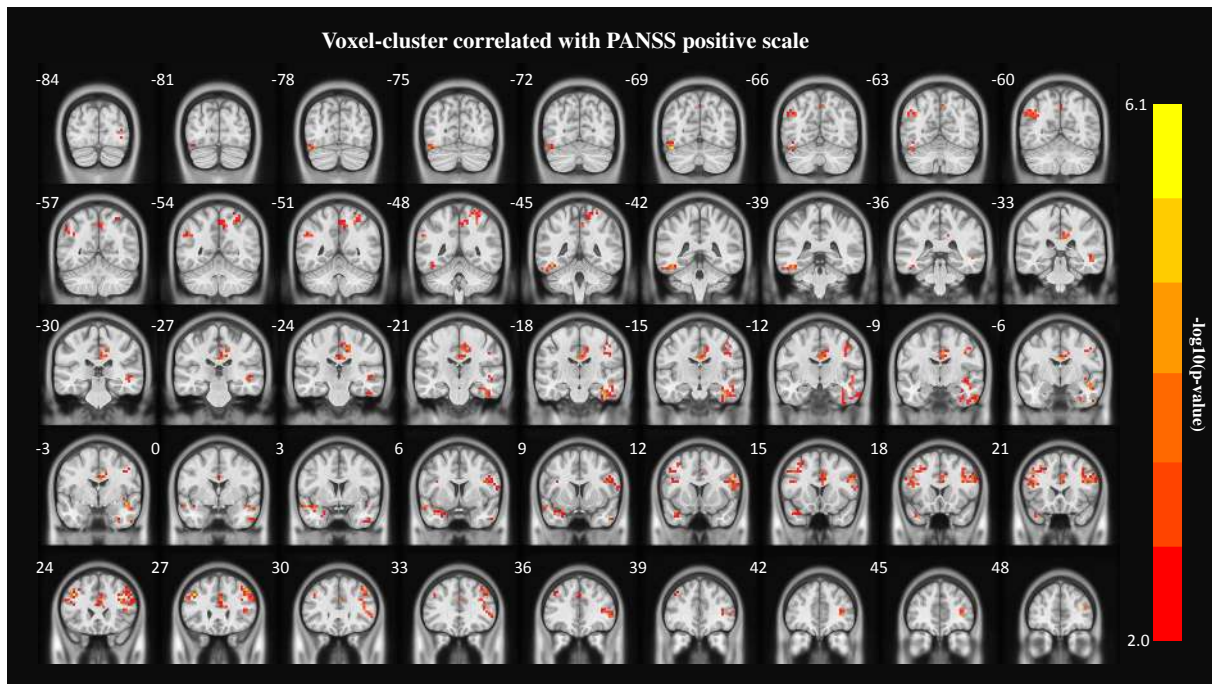 Voxel-cluster correlated with PANSS positive scale
-84 -81 -78 -75 -72 -69 -66 -63 -60
6.1
-57 -54 -51 -48 -45 -42 -39 -36 -33
-30 -27 -24 -21 -18 -15 -12 -9 -6
-log10(p-value)
-3 0 3 6 9 12 15 18 21
24 27 30 33 36 39 42 45 48
2.0